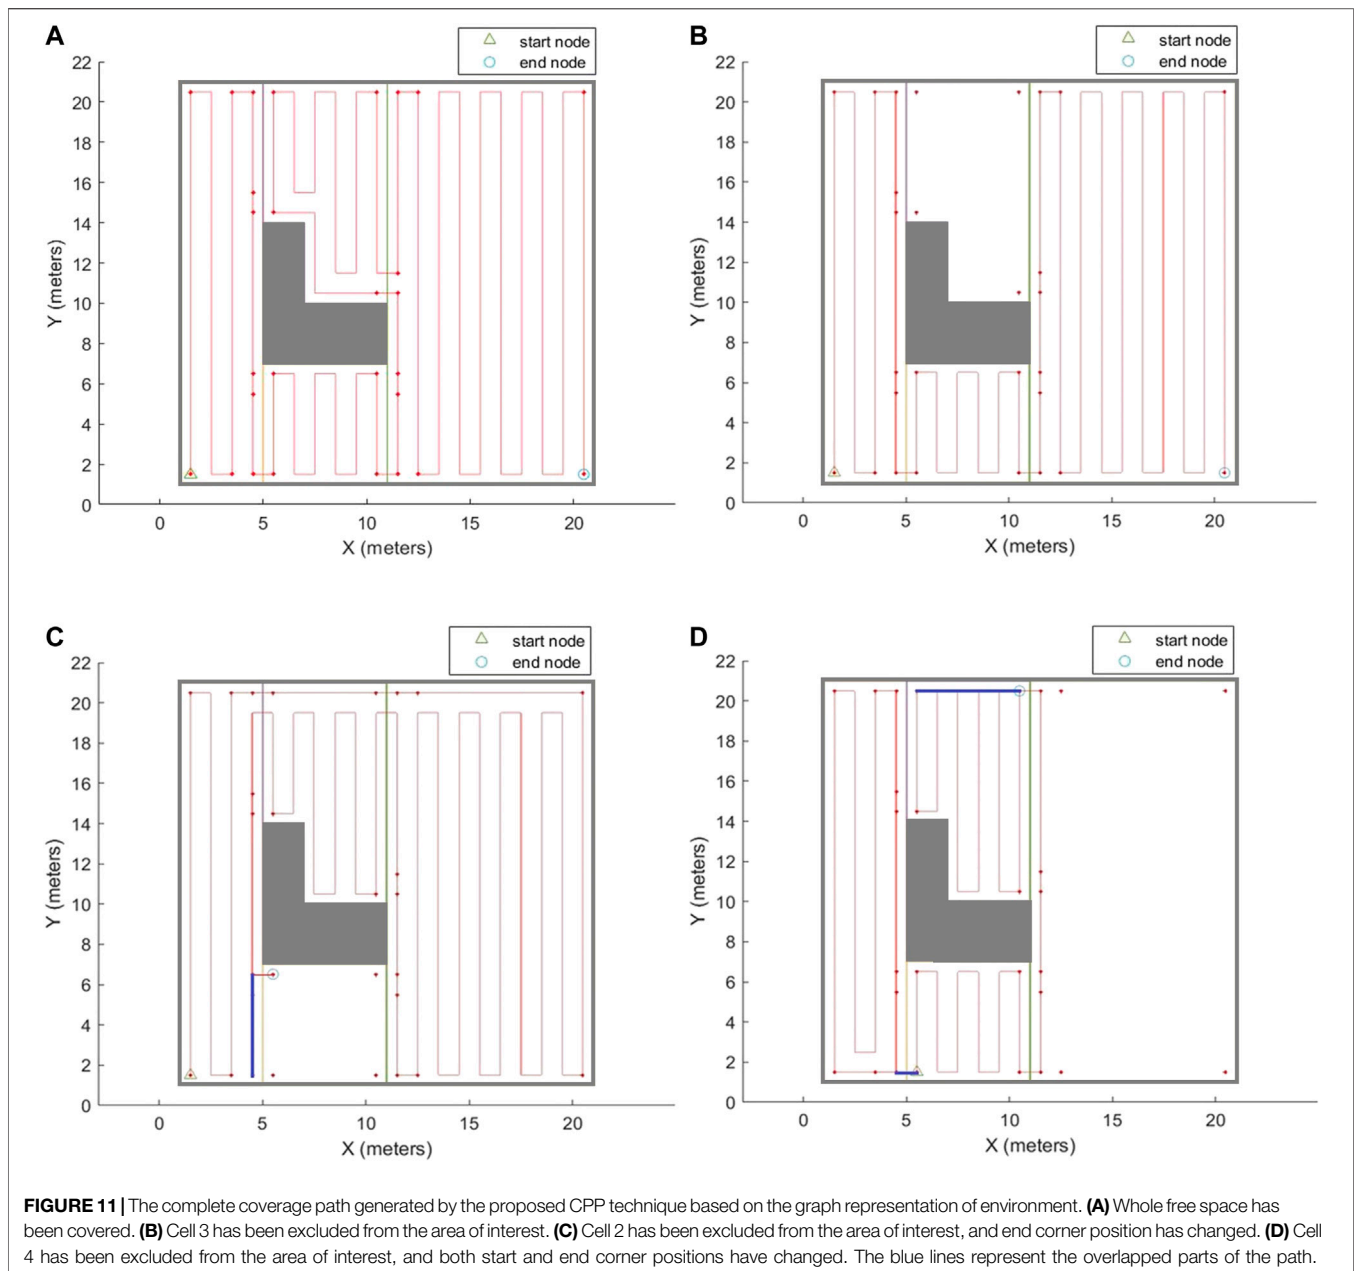 A
start node
end node
22
20
18
16
14
12
10
8
6
4
2
0
Y (meters)
0 5 10 15 20
X (meters)
B
start node
end node
22
20
18
16
14
12
10
8
6
4
2
0
Y (meters)
0 5 10 15 20
X (meters)
C
start node
end node
22
20
18
16
14
12
10
8
6
4
2
0
Y (meters)
0 5 10 15 20
X (meters)
D
start node
end node
22
20
18
16
14
12
10
8
6
4
2
0
Y (meters)
0 5 10 15 20
X (meters)
FIGURE 11 | The complete coverage path generated by the proposed CPP technique based on the graph representation of environment. (A) Whole free space has
been covered. (B) Cell 3 has been excluded from the area of interest. (C) Cell 2 has been excluded from the area of interest, and end corner position has changed. (D) Cell
4 has been excluded from the area of interest, and both start and end corner positions have changed. The blue lines represent the overlapped parts of the path.